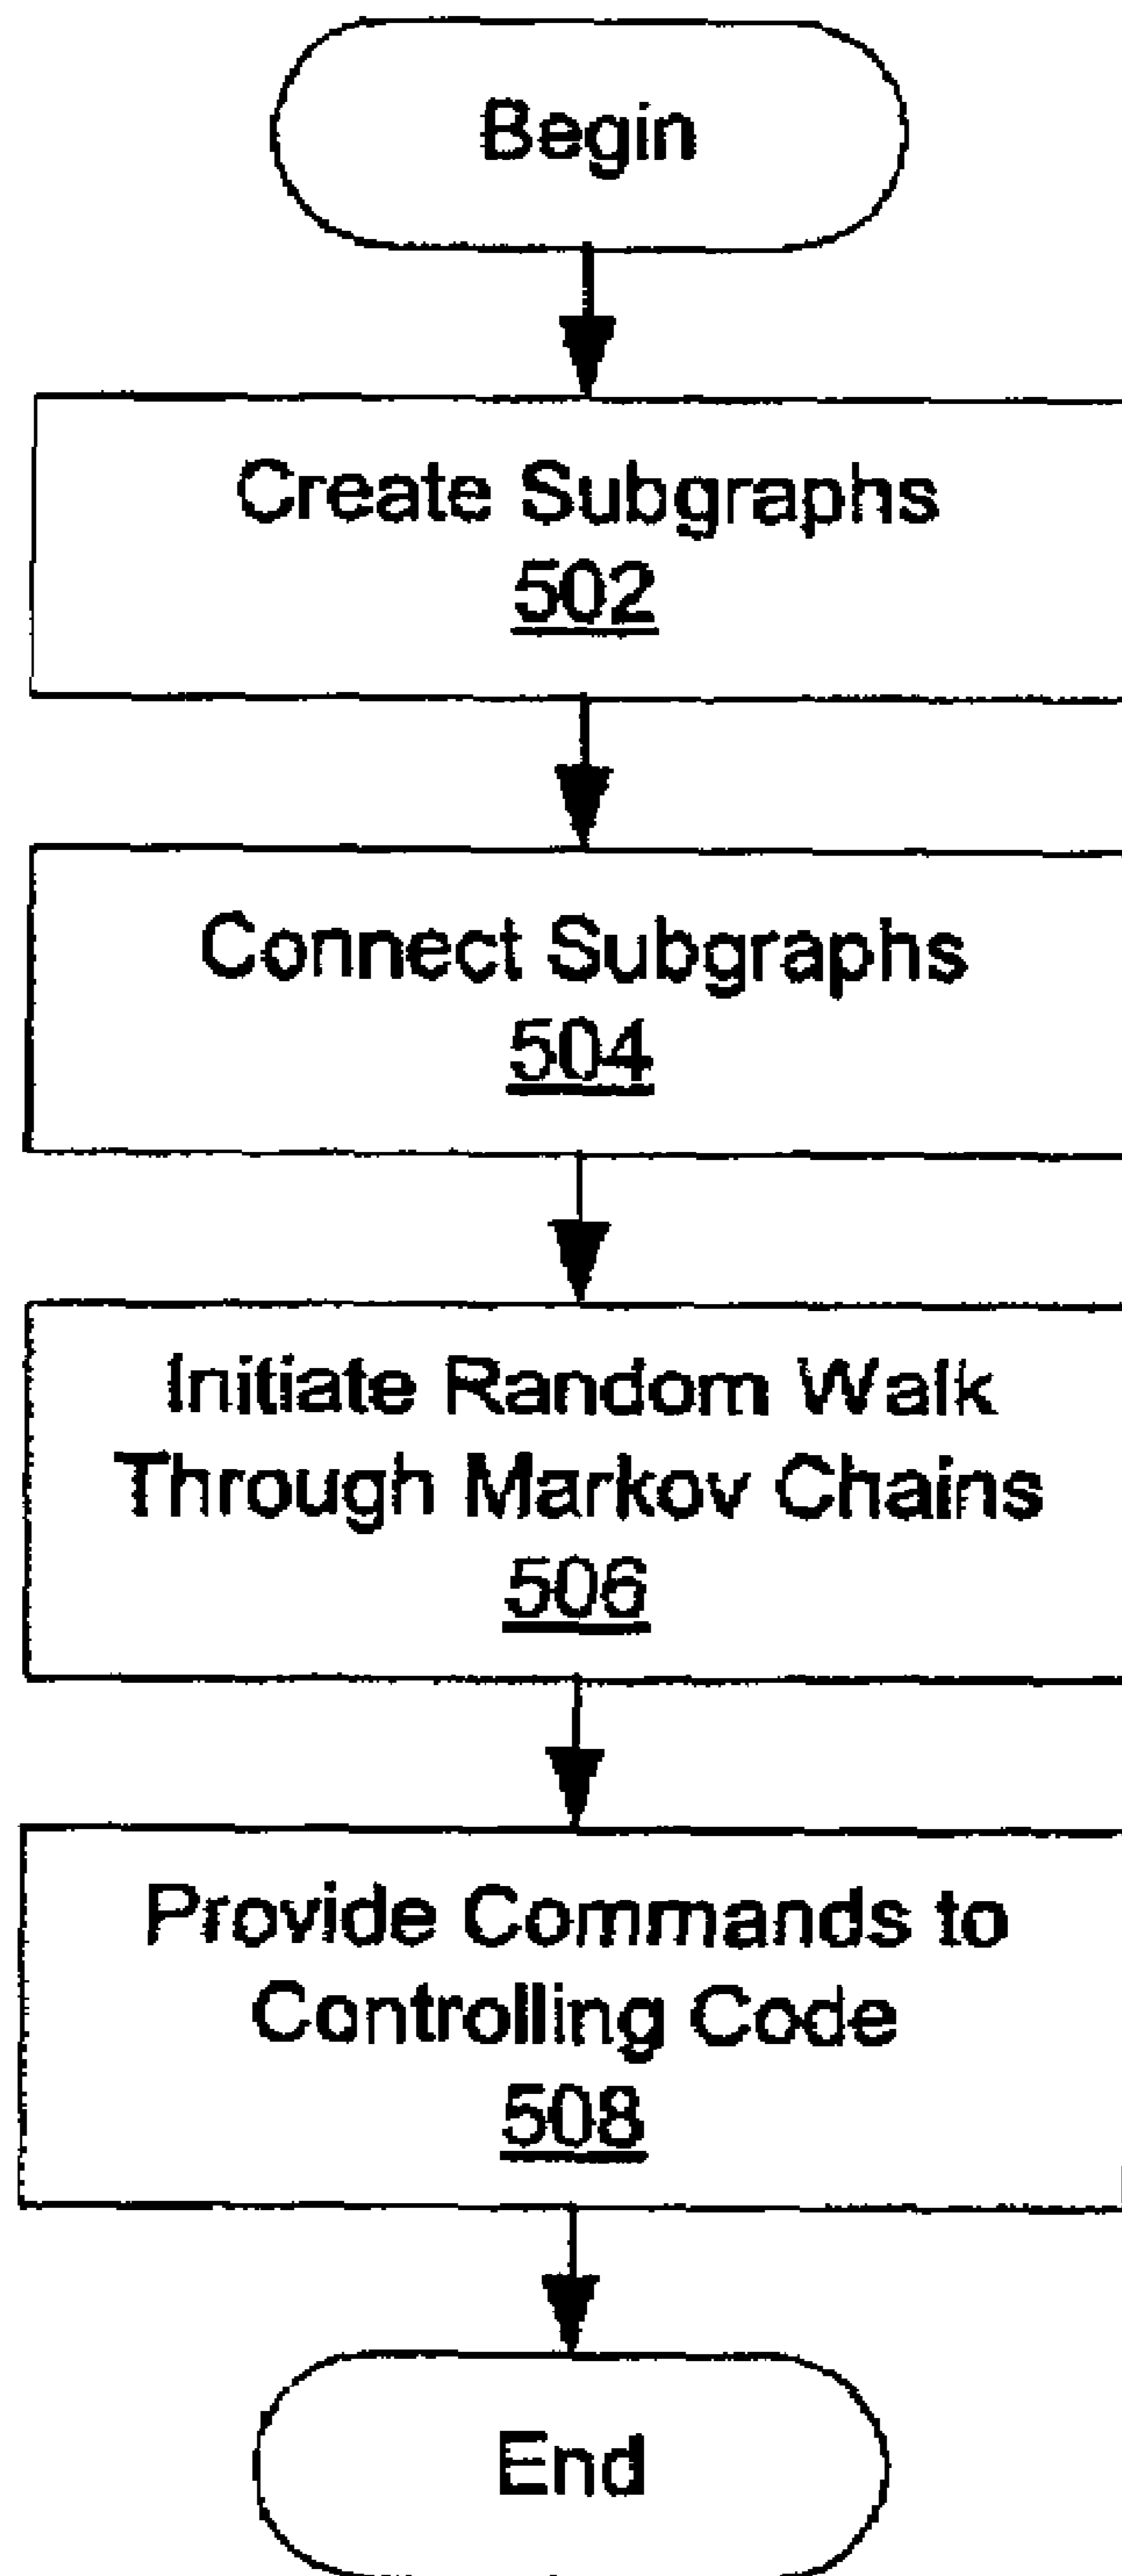 Begin
Create Subgraphs
502
Connect Subgraphs
504
Initiate Random Walk
Through Markov Chains
506
Provide Commands to
Controlling Code
508
End